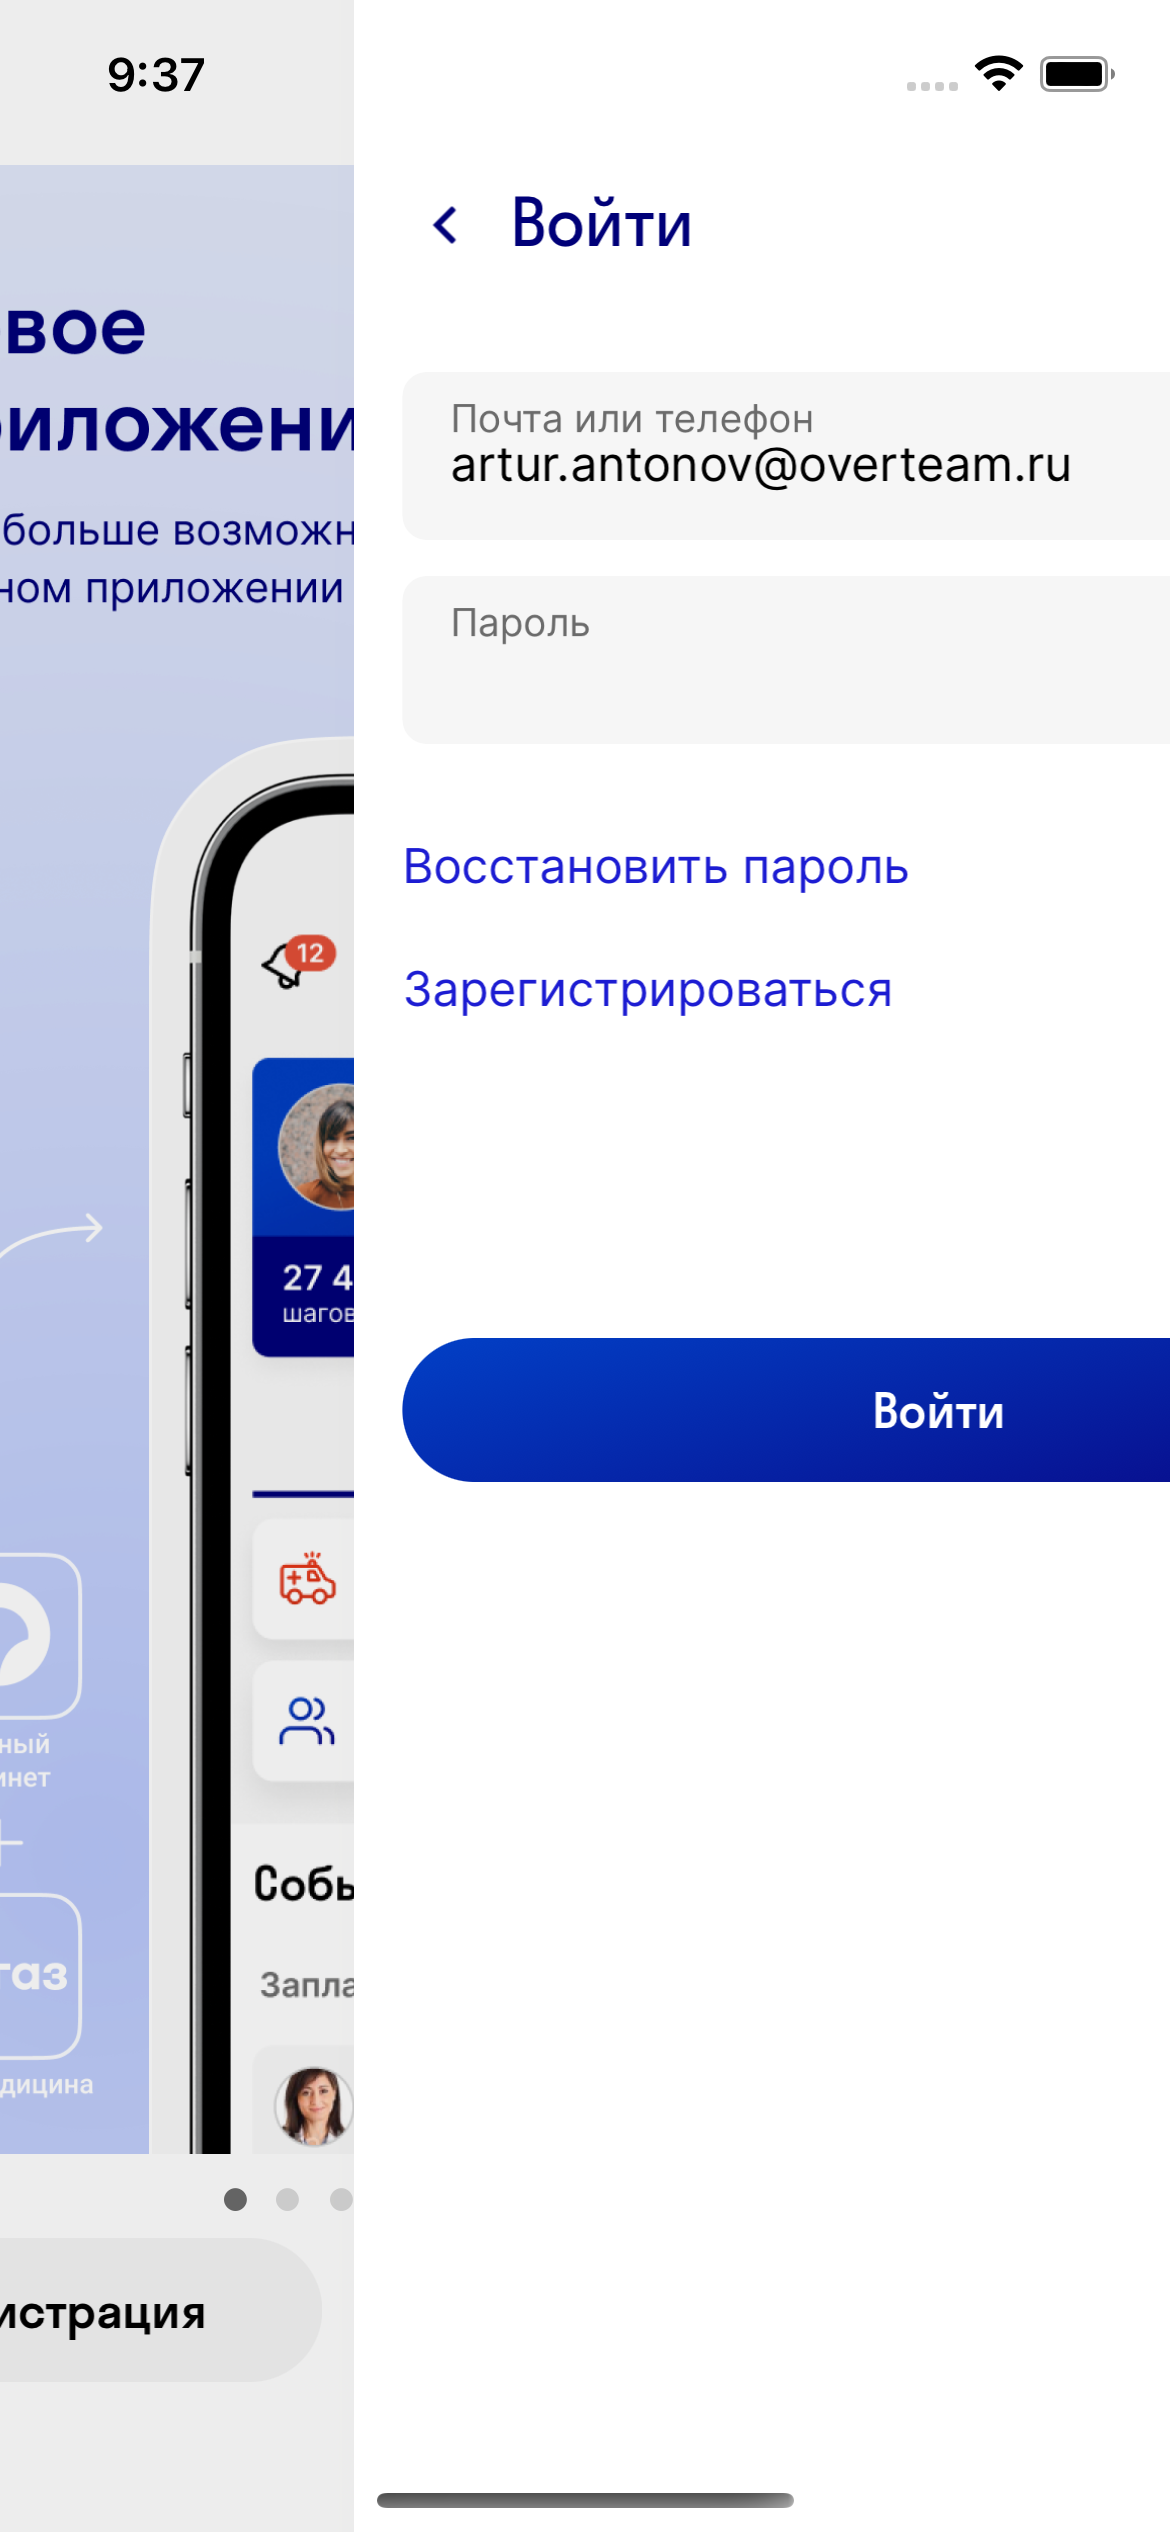 9:37
вое
риложени
больше возможн
ном приложении
12
27 4
шагов
ный
инет
газ
дицина
Собы
Запла
истрация
Войти
Почта или телефон
artur.antonov@overteam.ru
Пароль
Восстановить пароль
Зарегистрироваться
Войти